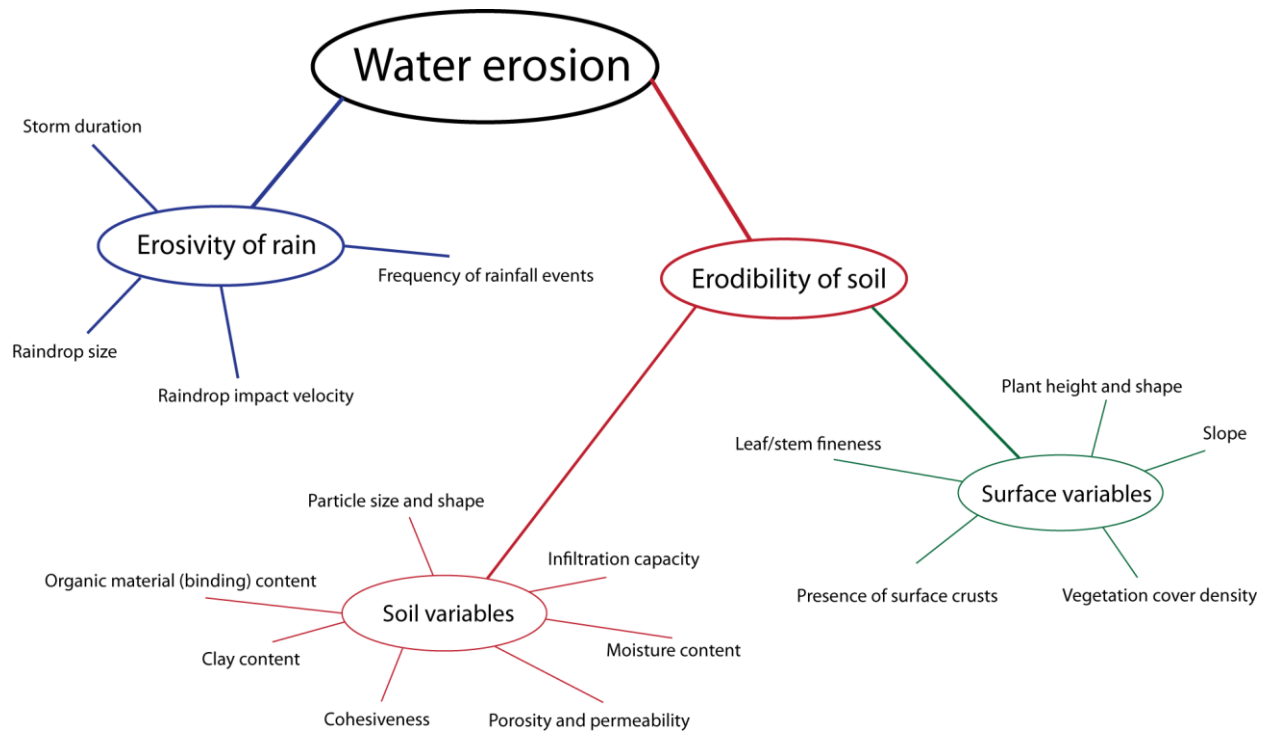 Water erosion
Storm duration
Erosivity of rain
Frequency of rainfall events
Raindrop size
Raindrop impact velocity
Erodibility of soil
Plant height and shape
Slope
Leaf/stem fineness
Surface variables
Presence of surface crusts
Vegetation cover density
Particle size and shape
Infiltration capacity
Organic material (binding) content
Soil variables
Moisture content
Clay content
Cohesiveness
Porosity and permeability